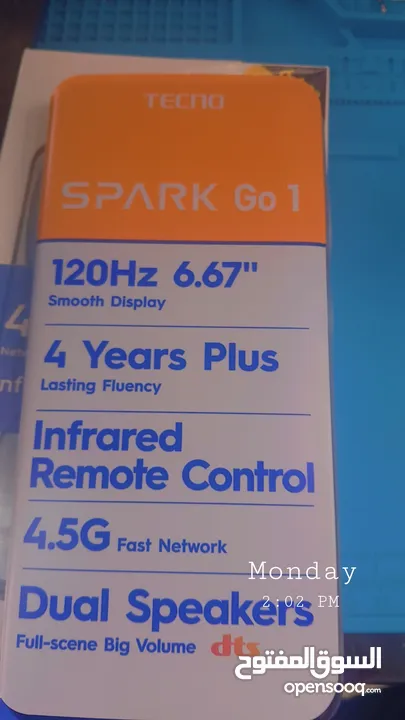 TECNO
SPARK Go 1
120Hz 6.67"
Smooth Display
4 Years Plus
Lasting Fluency
Infrared
Remote Control
4.5G Fast Network
Monday
2:02 PM
Dual Speakers
Full-scene Big Volume dts
السوق المفتوح
opensooq.com